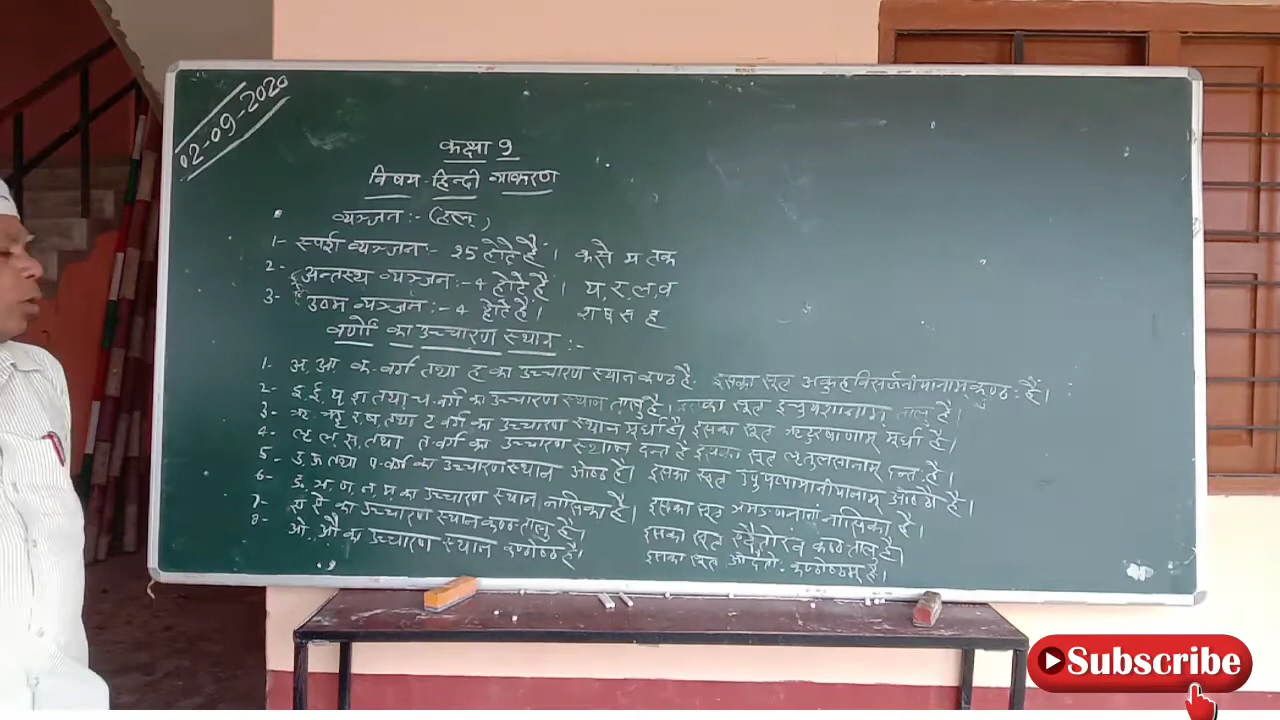 02-09-2020
कक्षा 9
विषय-हिन्दी व्याकरण
व्यञ्जन :- (हल्)
1- स्पर्श व्यञ्जन :- 25 होते है। क से म तक
2- अन्तस्थ व्यञ्जन :- 4 होते है। य, र, ल, व
3- उष्म व्यञ्जन :- 4 होते है। श ष स ह
वर्णो का उच्चारण स्थान :-
1- अ, आ क-वर्ग तथा ह का उच्चारण स्थान कण्ठ है. इसका सूत्र अकुहविसर्जनीयानाम् कण्ठः है।
2- इ, ई, य्, श तथा च-वर्ग का उच्चारण स्थान तालु है। इसका सूत्र इचुयशानाम् तालु है।
3- ऋ, ॠ, र, ष, तथा ट वर्ग का उच्चारण स्थान मूर्धा है। इसका सूत्र ऋटुरषाणाम् मूर्धा है।
4- लृ, ल, स, तथा त-वर्ग का उच्चारण स्थान दन्त है इसका सूत्र लृतुलसानाम् दन्तः है।
5- उ, ऊ तथा प-वर्ग का उच्चारण स्थान ओष्ठ है। इसका सूत्र उपुपध्मानीयानाम् ओष्ठौ है।
6- ङ, ञ, ण, न, म का उच्चारण स्थान नासिका है। इसका सूत्र ञमङणनानां नासिका है।
7- ए ऐ का उच्चारण स्थान कण्ठ-तालु है। इसका सूत्र कण्ठ तालु है।
8- ओ, औ का उच्चारण स्थान कण्ठोष्ठ है। इसका सूत्र ओदौतोः कण्ठोष्ठम् है।
Subscribe